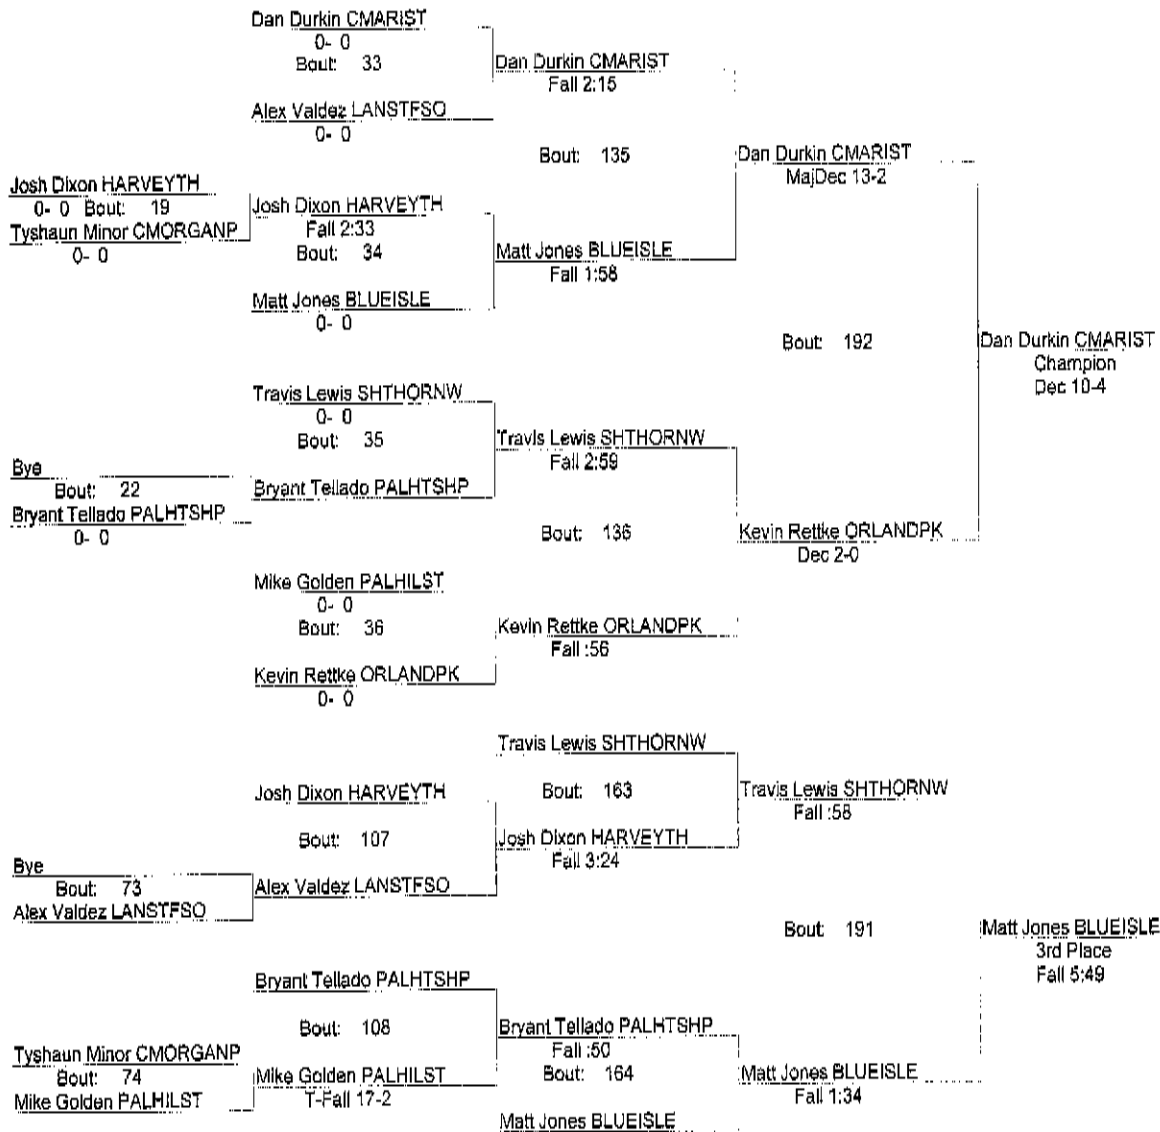 Dan Durkin CMARIST
0- 0
Bout: 33
Dan Durkin CMARIST
Fall 2:15
Alex Valdez LANSTFSO
0- 0
Bout: 135
Dan Durkin CMARIST
MajDec 13-2
Josh Dixon HARVEYTH
0- 0 Bout: 19
Tyshaun Minor CMORGANP
0- 0
Josh Dixon HARVEYTH
Fall 2:33
Bout: 34
Matt Jones BLUEISLE
Fall 1:58
Matt Jones BLUEISLE
0- 0
Bout: 192
Dan Durkin CMARIST
Champion
Dec 10-4
Travis Lewis SHTHORNW
0- 0
Bout: 35
Travis Lewis SHTHORNW
Fall 2:59
Bye
Bout: 22
Bryant Tellado PALHTSHP
0- 0
Bryant Tellado PALHTSHP
Bout: 136
Kevin Rettke ORLANDPK
Dec 2-0
Mike Golden PALHILST
0- 0
Bout: 36
Kevin Rettke ORLANDPK
Fall :56
Kevin Rettke ORLANDPK
0- 0
Travis Lewis SHTHORNW
Josh Dixon HARVEYTH
Bout: 163
Travis Lewis SHTHORNW
Fall :58
Bout: 107
Josh Dixon HARVEYTH
Fall 3:24
Bye
Bout: 73
Alex Valdez LANSTFSO
Alex Valdez LANSTFSO
Bout: 191
Matt Jones BLUEISLE
3rd Place
Fall 5:49
Bryant Tellado PALHTSHP
Bout: 108
Bryant Tellado PALHTSHP
Fall :50
Bout: 164
Tyshaun Minor CMORGANP
Bout: 74
Mike Golden PALHILST
Mike Golden PALHILST
T-Fall 17-2
Matt Jones BLUEISLE
Fall 1:34
Matt Jones BLUEISLE